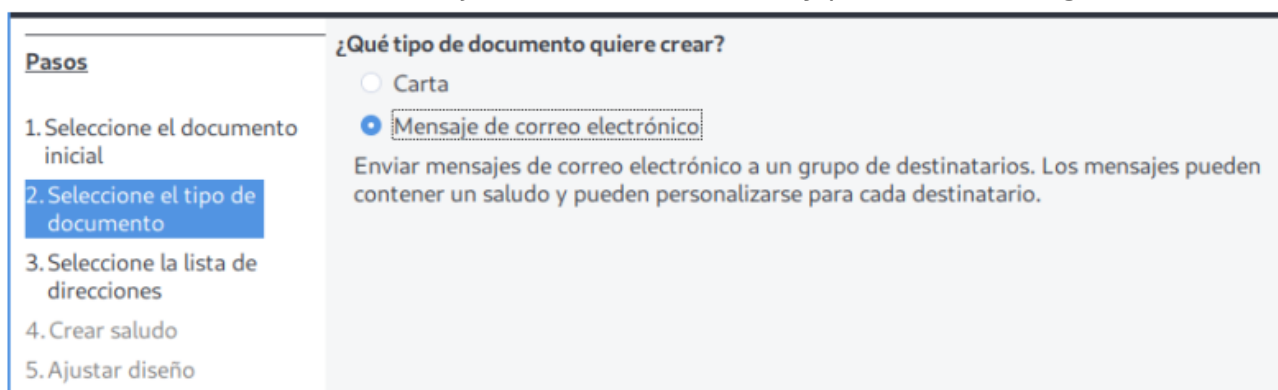 Pasos
1. Seleccione el documento
inicial
2. Seleccione el tipo de
documento
3. Seleccione la lista de
direcciones
4. Crear saludo
5. Ajustar diseño
¿Qué tipo de documento quiere crear?
Carta
Mensaje de correo electrónico
Enviar mensajes de correo electrónico a un grupo de destinatarios. Los mensajes pueden
contener un saludo y pueden personalizarse para cada destinatario.